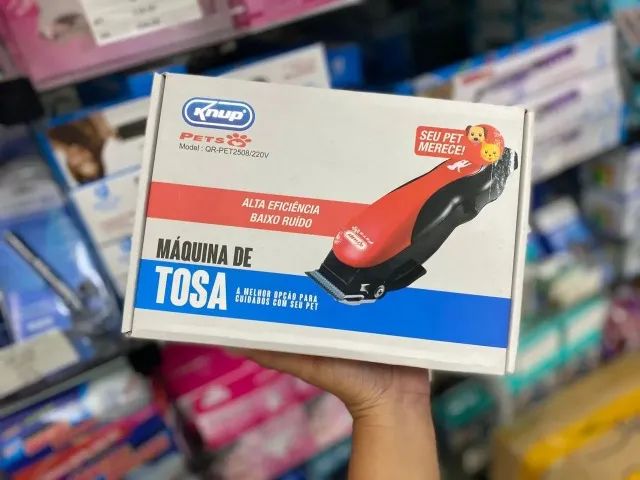 Knup
PETS
Model : QR-PET2508/220V
SEU PET
MERECE!
ALTA EFICIÊNCIA
BAIXO RUÍDO
MÁQUINA DE
TOSA
A MELHOR OPÇÃO PARA
CUIDADOS COM SEU PET
Knup